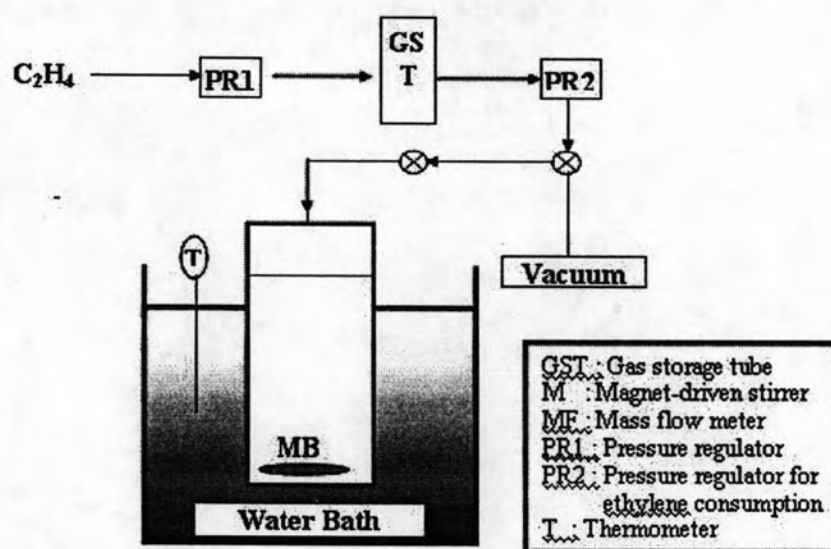 C₂H₄
PR1
GS
T
PR2
T
Vacuum
MB
Water Bath
GST : Gas storage tube
M : Magnet-driven stirrer
MF : Mass flow meter
PR1 : Pressure regulator
PR2 : Pressure regulator for
ethylene consumption
T : Thermometer